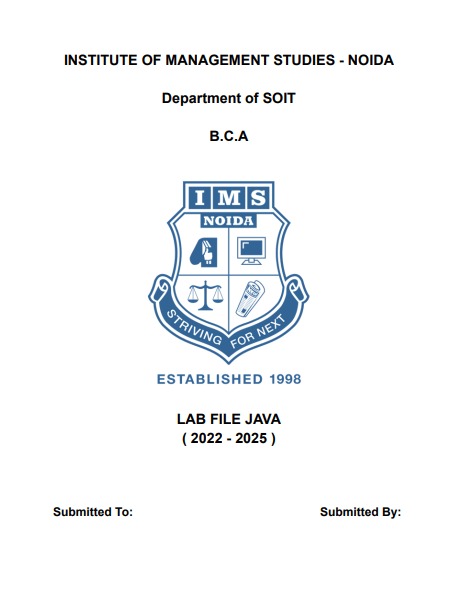 INSTITUTE OF MANAGEMENT STUDIES - NOIDA
Department of SOIT
B.C.A
IMS
NOIDA
STRIVING FOR NEXT
ESTABLISHED 1998
LAB FILE JAVA
( 2022 - 2025 )
Submitted To: Submitted By: